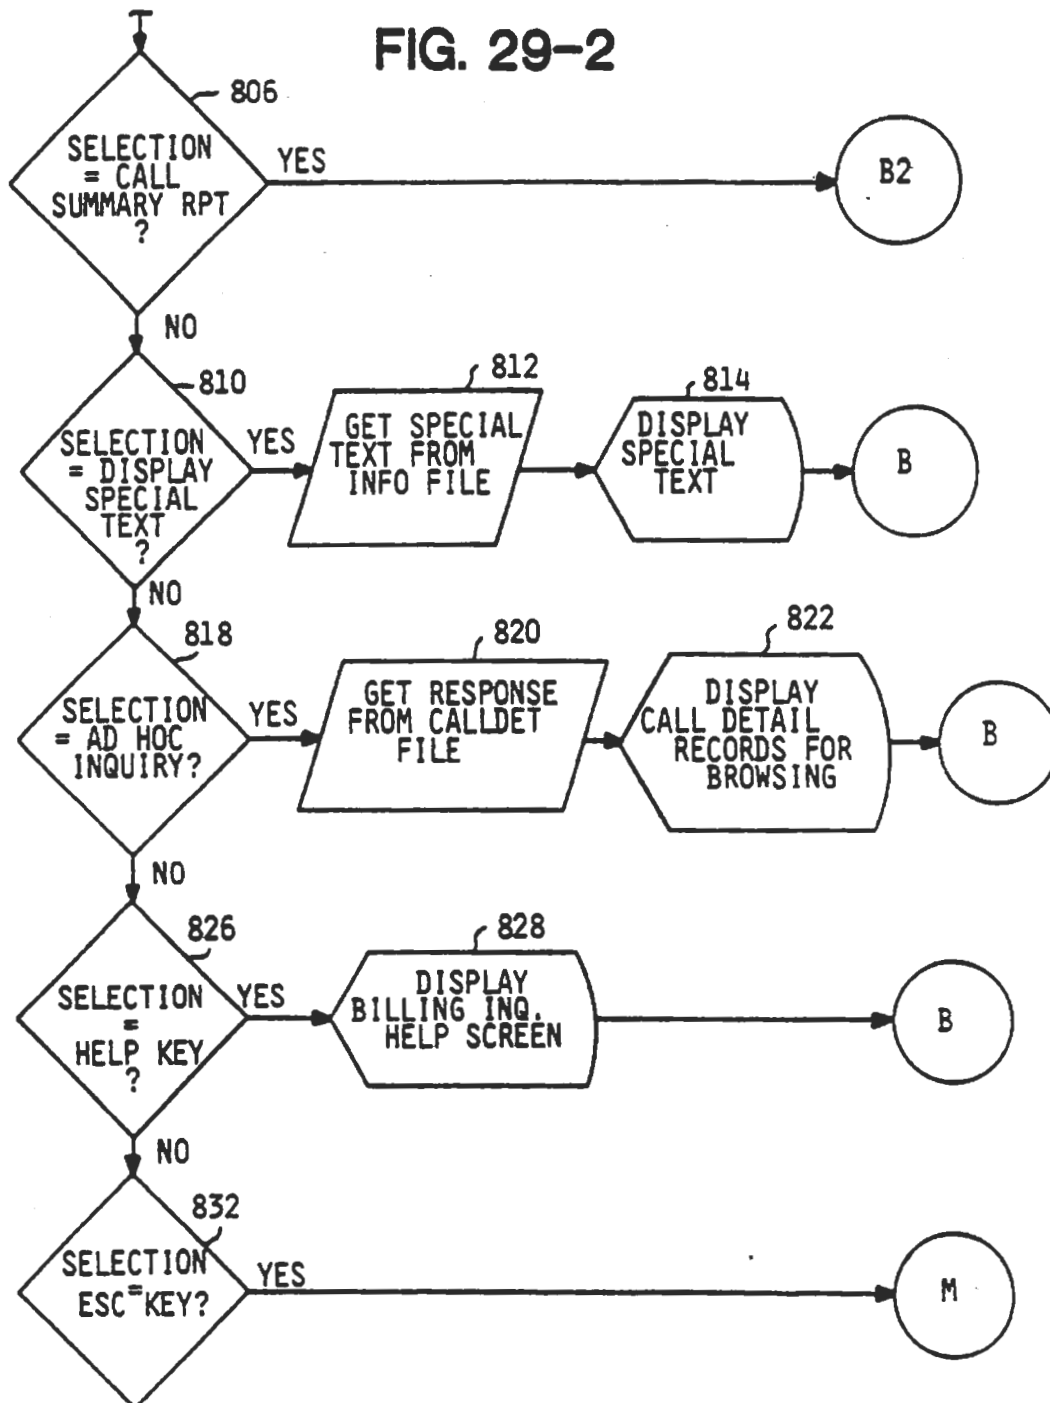 FIG. 29-2
806
SELECTION
= CALL
SUMMARY RPT
?
YES
B2
NO
810
SELECTION
= DISPLAY
SPECIAL
TEXT
?
YES
812
GET SPECIAL
TEXT FROM
INFO FILE
814
DISPLAY
SPECIAL
TEXT
B
NO
818
SELECTION
= AD HOC
INQUIRY?
YES
820
GET RESPONSE
FROM CALLDET
FILE
822
DISPLAY
CALL DETAIL
RECORDS FOR
BROWSING
B
NO
826
SELECTION
=
HELP KEY
?
YES
828
DISPLAY
BILLING INQ.
HELP SCREEN
B
NO
832
SELECTION
=
ESC KEY?
YES
M